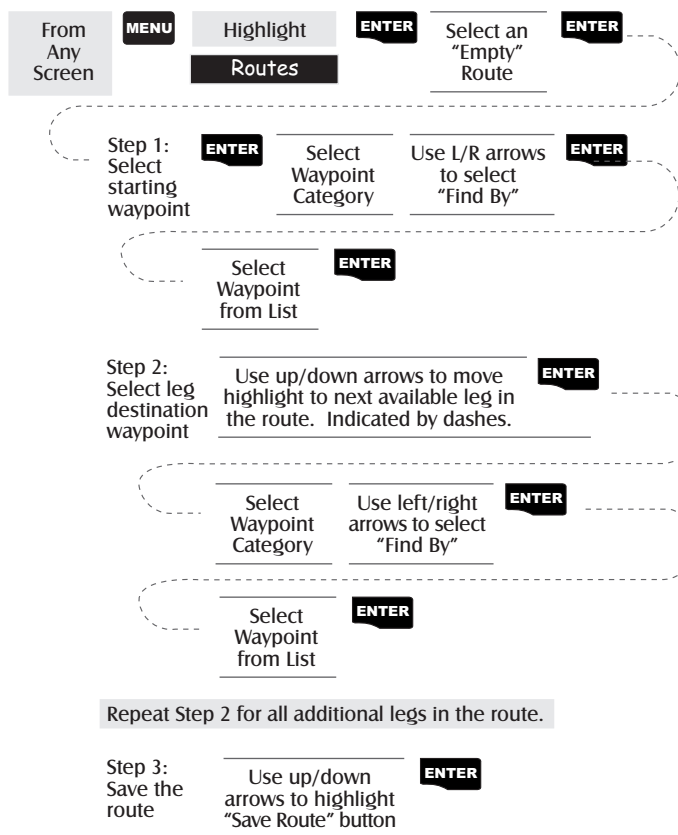 From
Any
Screen
MENU
Highlight
Routes
ENTER
Select an
“Empty”
Route
ENTER
Step 1:
Select
starting
waypoint
ENTER
Select
Waypoint
Category
Use L/R arrows
to select
“Find By”
ENTER
Select
Waypoint
from List
ENTER
Step 2:
Select leg
destination
waypoint
Use up/down arrows to move
highlight to next available leg in
the route. Indicated by dashes.
ENTER
Select
Waypoint
Category
Use left/right
arrows to select
“Find By”
ENTER
Select
Waypoint
from List
ENTER
Repeat Step 2 for all additional legs in the route.
Step 3:
Save the
route
Use up/down
arrows to highlight
“Save Route” button
ENTER